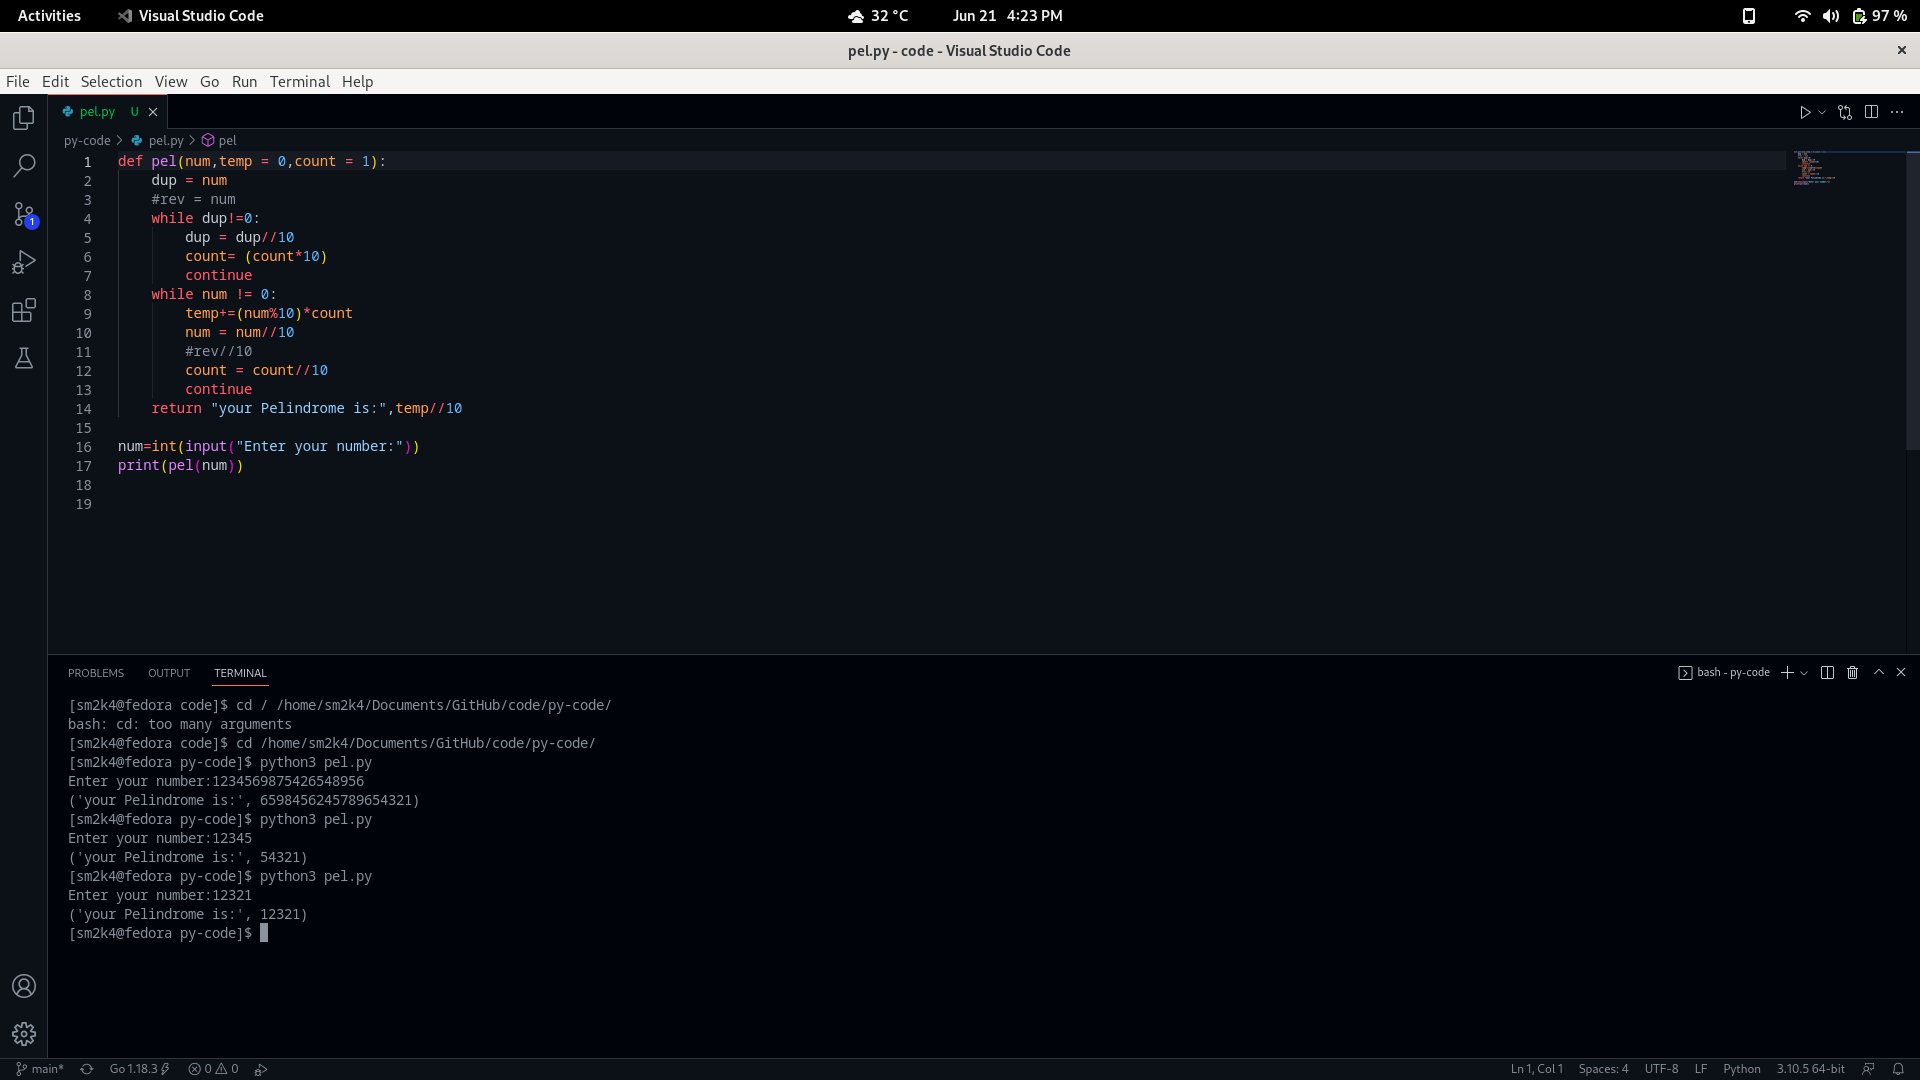 Activities Visual Studio Code 32 °C Jun 21 4:23 PM 97 %
pel.py - code - Visual Studio Code
File Edit Selection View Go Run Terminal Help
pel.py U
py-code > pel.py > pel
1 def pel(num,temp = 0,count = 1):
2 dup = num
3 #rev = num
4 while dup!=0:
5 dup = dup//10
6 count= (count*10)
7 continue
8 while num != 0:
9 temp+=(num%10)*count
10 num = num//10
11 #rev//10
12 count = count//10
13 continue
14 return "your Pelindrome is:",temp//10
15
16 num=int(input("Enter your number:"))
17 print(pel(num))
18
19
1
PROBLEMS OUTPUT TERMINAL bash - py-code
[sm2k4@fedora code]$ cd / /home/sm2k4/Documents/GitHub/code/py-code/
bash: cd: too many arguments
[sm2k4@fedora code]$ cd /home/sm2k4/Documents/GitHub/code/py-code/
[sm2k4@fedora py-code]$ python3 pel.py
Enter your number:1234569875426548956
('your Pelindrome is:', 6598456245789654321)
[sm2k4@fedora py-code]$ python3 pel.py
Enter your number:12345
('your Pelindrome is:', 54321)
[sm2k4@fedora py-code]$ python3 pel.py
Enter your number:12321
('your Pelindrome is:', 12321)
[sm2k4@fedora py-code]$
main* Go 1.18.3 0 0 Ln 1, Col 1 Spaces: 4 UTF-8 LF Python 3.10.5 64-bit